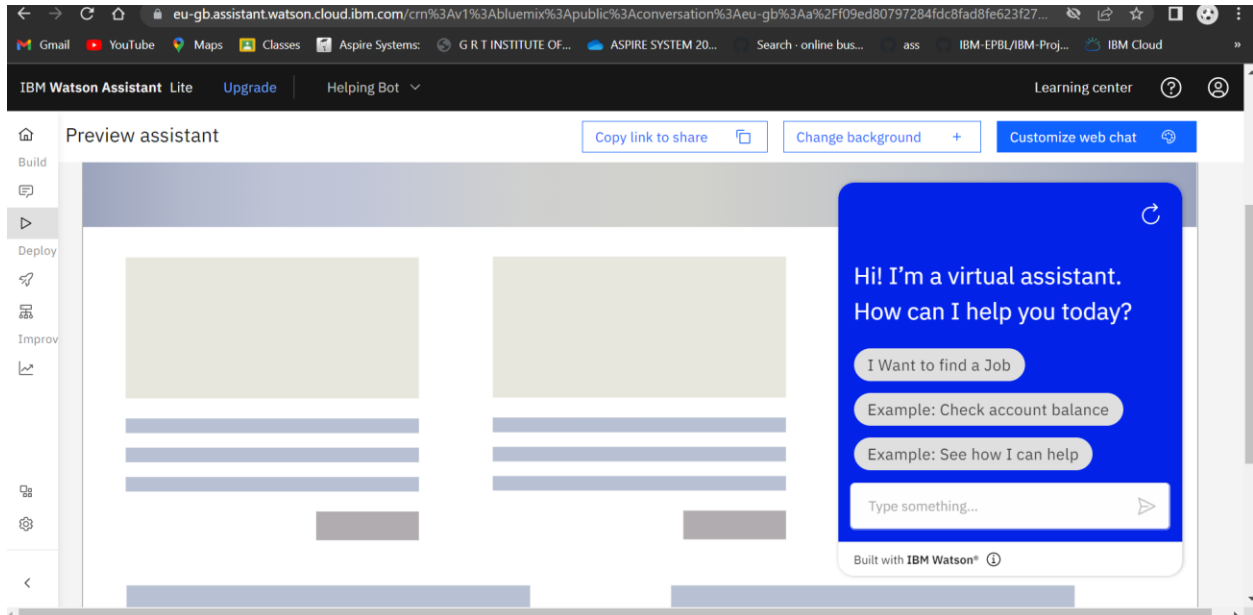 eu-gb.assistant.watson.cloud.ibm.com/crn%3Av1%3Abluemix%3Apublic%3Aconversation%3Aeu-gb%3Aa%2Ff09ed80797284fdc8fad8fe623f27...
Gmail YouTube Maps Classes Aspire Systems: G R T INSTITUTE OF... ASPIRE SYSTEM 20... Search · online bus... ass IBM-EPBL/IBM-Proj... IBM Cloud »
IBM Watson Assistant Lite Upgrade Helping Bot Learning center
Preview assistant Copy link to share Change background + Customize web chat
Build
Deploy
Improv
Hi! I'm a virtual assistant.
How can I help you today?
I Want to find a Job
Example: Check account balance
Example: See how I can help
Type something...
Built with IBM Watson®